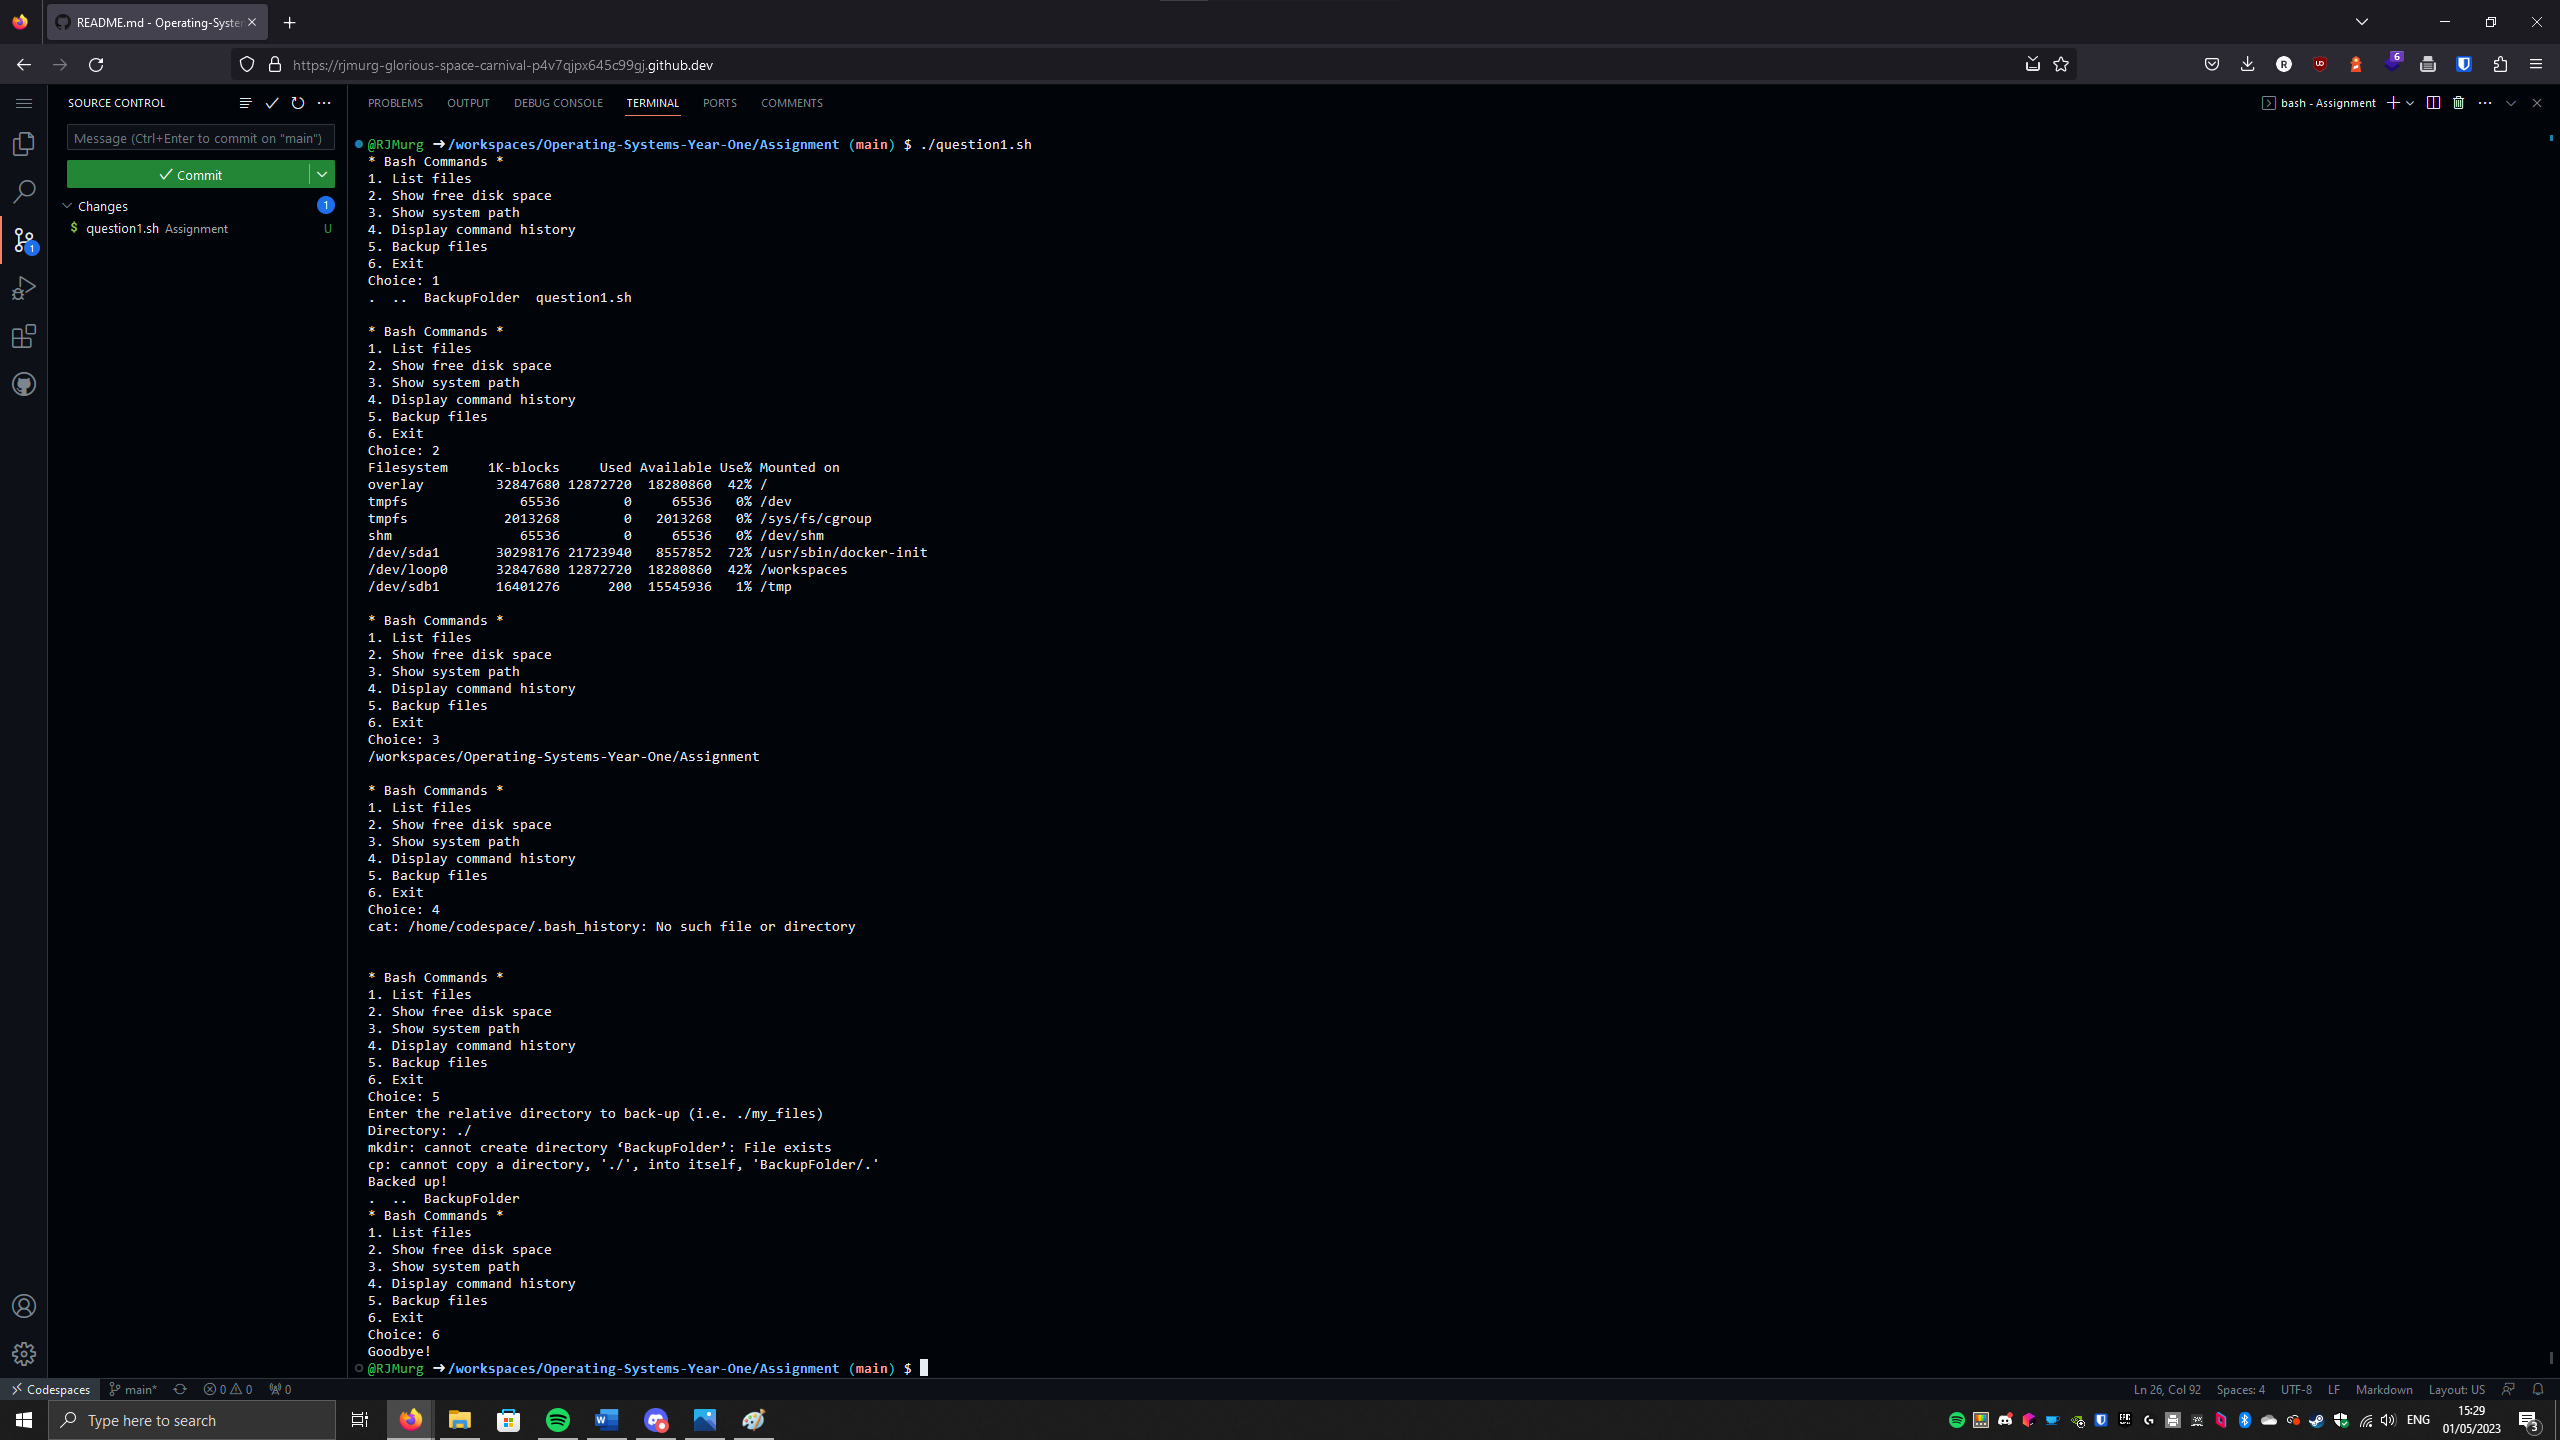 README.md - Operating-System
https://rjmurg-glorious-space-carnival-p4v7qjpx645c99gj.github.dev
6
SOURCE CONTROL
Message (Ctrl+Enter to commit on "main")
Commit
Changes
1
question1.sh Assignment
U
1
PROBLEMS OUTPUT DEBUG CONSOLE TERMINAL PORTS COMMENTS
bash - Assignment
@RJMurg ➜ /workspaces/Operating-Systems-Year-One/Assignment (main) $ ./question1.sh
* Bash Commands *
1. List files
2. Show free disk space
3. Show system path
4. Display command history
5. Backup files
6. Exit
Choice: 1
. .. BackupFolder question1.sh
* Bash Commands *
1. List files
2. Show free disk space
3. Show system path
4. Display command history
5. Backup files
6. Exit
Choice: 2
Filesystem 1K-blocks Used Available Use% Mounted on
overlay 32847680 12872720 18280860 42% /
tmpfs 65536 0 65536 0% /dev
tmpfs 2013268 0 2013268 0% /sys/fs/cgroup
shm 65536 0 65536 0% /dev/shm
/dev/sda1 30298176 21723940 8557852 72% /usr/sbin/docker-init
/dev/loop0 32847680 12872720 18280860 42% /workspaces
/dev/sdb1 16401276 200 15545936 1% /tmp
* Bash Commands *
1. List files
2. Show free disk space
3. Show system path
4. Display command history
5. Backup files
6. Exit
Choice: 3
/workspaces/Operating-Systems-Year-One/Assignment
* Bash Commands *
1. List files
2. Show free disk space
3. Show system path
4. Display command history
5. Backup files
6. Exit
Choice: 4
cat: /home/codespace/.bash_history: No such file or directory
* Bash Commands *
1. List files
2. Show free disk space
3. Show system path
4. Display command history
5. Backup files
6. Exit
Choice: 5
Enter the relative directory to back-up (i.e. ./my_files)
Directory: ./
mkdir: cannot create directory ‘BackupFolder’: File exists
cp: cannot copy a directory, './', into itself, 'BackupFolder/.'
Backed up!
. .. BackupFolder
* Bash Commands *
1. List files
2. Show free disk space
3. Show system path
4. Display command history
5. Backup files
6. Exit
Choice: 6
Goodbye!
@RJMurg ➜ /workspaces/Operating-Systems-Year-One/Assignment (main) $
Codespaces main* 0 0 0
Ln 26, Col 92 Spaces: 4 UTF-8 LF Markdown Layout: US
Type here to search
ENG
15:29
01/05/2023
3